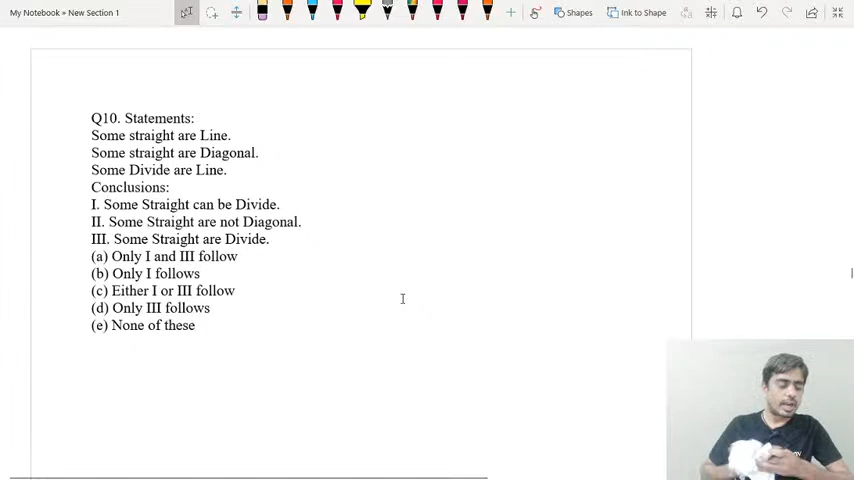 My Notebook » New Section 1
Shapes
Ink to Shape
Q10. Statements:
Some straight are Line.
Some straight are Diagonal.
Some Divide are Line.
Conclusions:
I. Some Straight can be Divide.
II. Some Straight are not Diagonal.
III. Some Straight are Divide.
(a) Only I and III follow
(b) Only I follows
(c) Either I or III follow
(d) Only III follows
(e) None of these